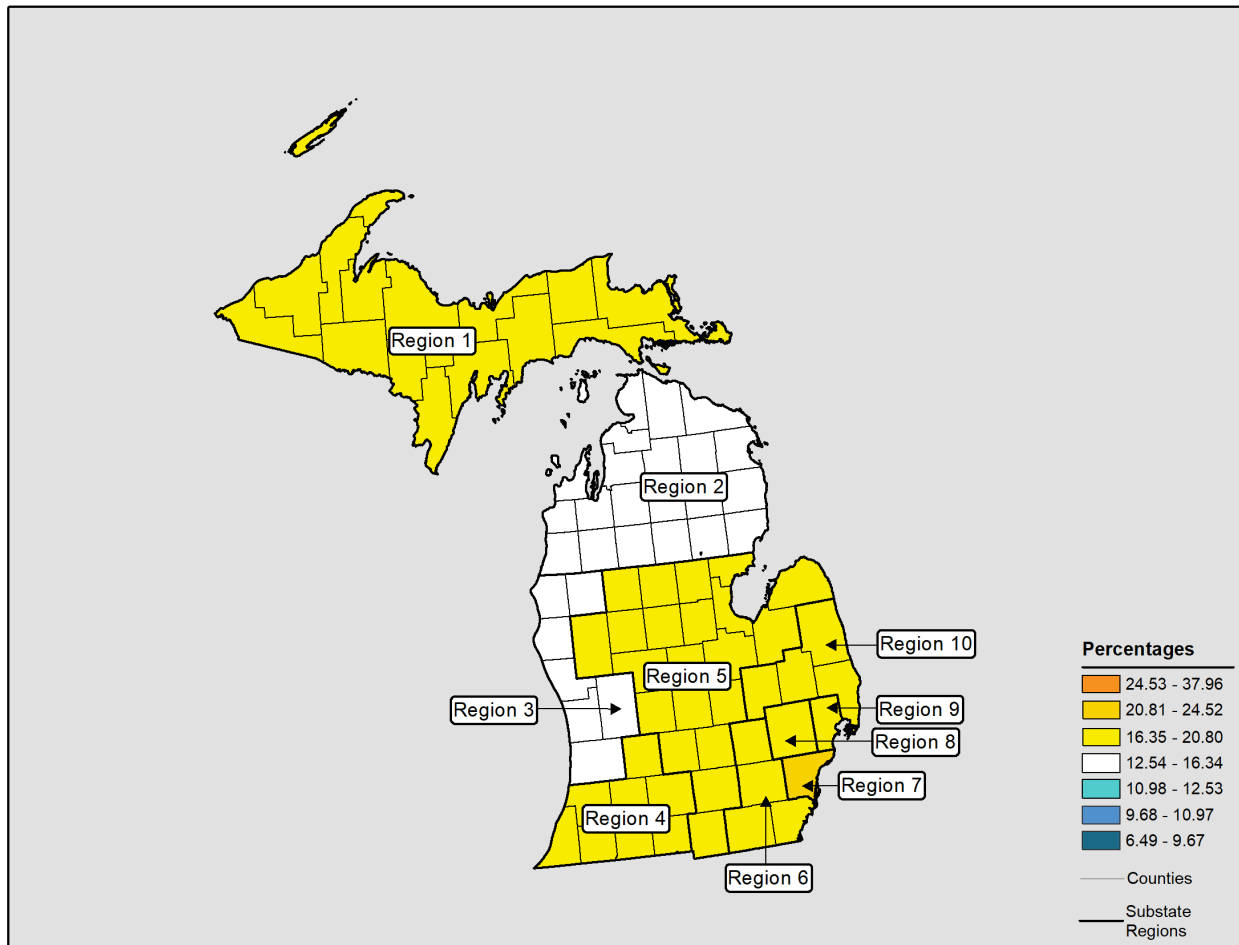 Region 1
Region 2
Region 10
Region 5
Region 3
Region 9
Region 8
Region 7
Region 4
Region 6
Percentages
24.53 - 37.96
20.81 - 24.52
16.35 - 20.80
12.54 - 16.34
10.98 - 12.53
9.68 - 10.97
6.49 - 9.67
Counties
Substate
Regions